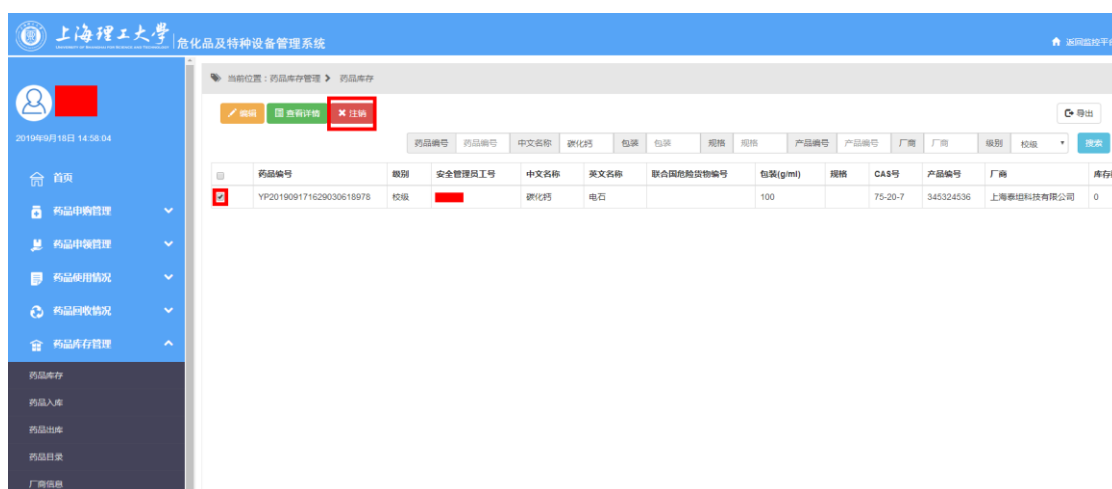 上海理工大学
UNIVERSITY OF SHANGHAI FOR SCIENCE AND TECHNOLOGY
危化品及特种设备管理系统
返回监控平台
2019年9月18日 14:58:04
首页
药品申购管理
药品申领管理
药品使用情况
药品回收情况
药品库存管理
药品库存
药品入库
药品出库
药品目录
厂商信息
当前位置：药品库存管理 > 药品库存
编辑 查看详情 注销 导出
药品编号 药品编号 中文名称 碳化钙 包装 包装 规格 规格 产品编号 产品编号 厂商 厂商 级别 校级 搜索
药品编号 级别 安全管理员工号 中文名称 英文名称 联合国危险货物编号 包装(g/ml) 规格 CAS号 产品编号 厂商 库存
YP201909171629030618978 校级 碳化钙 电石 100 75-20-7 345324536 上海泰坦科技有限公司 0